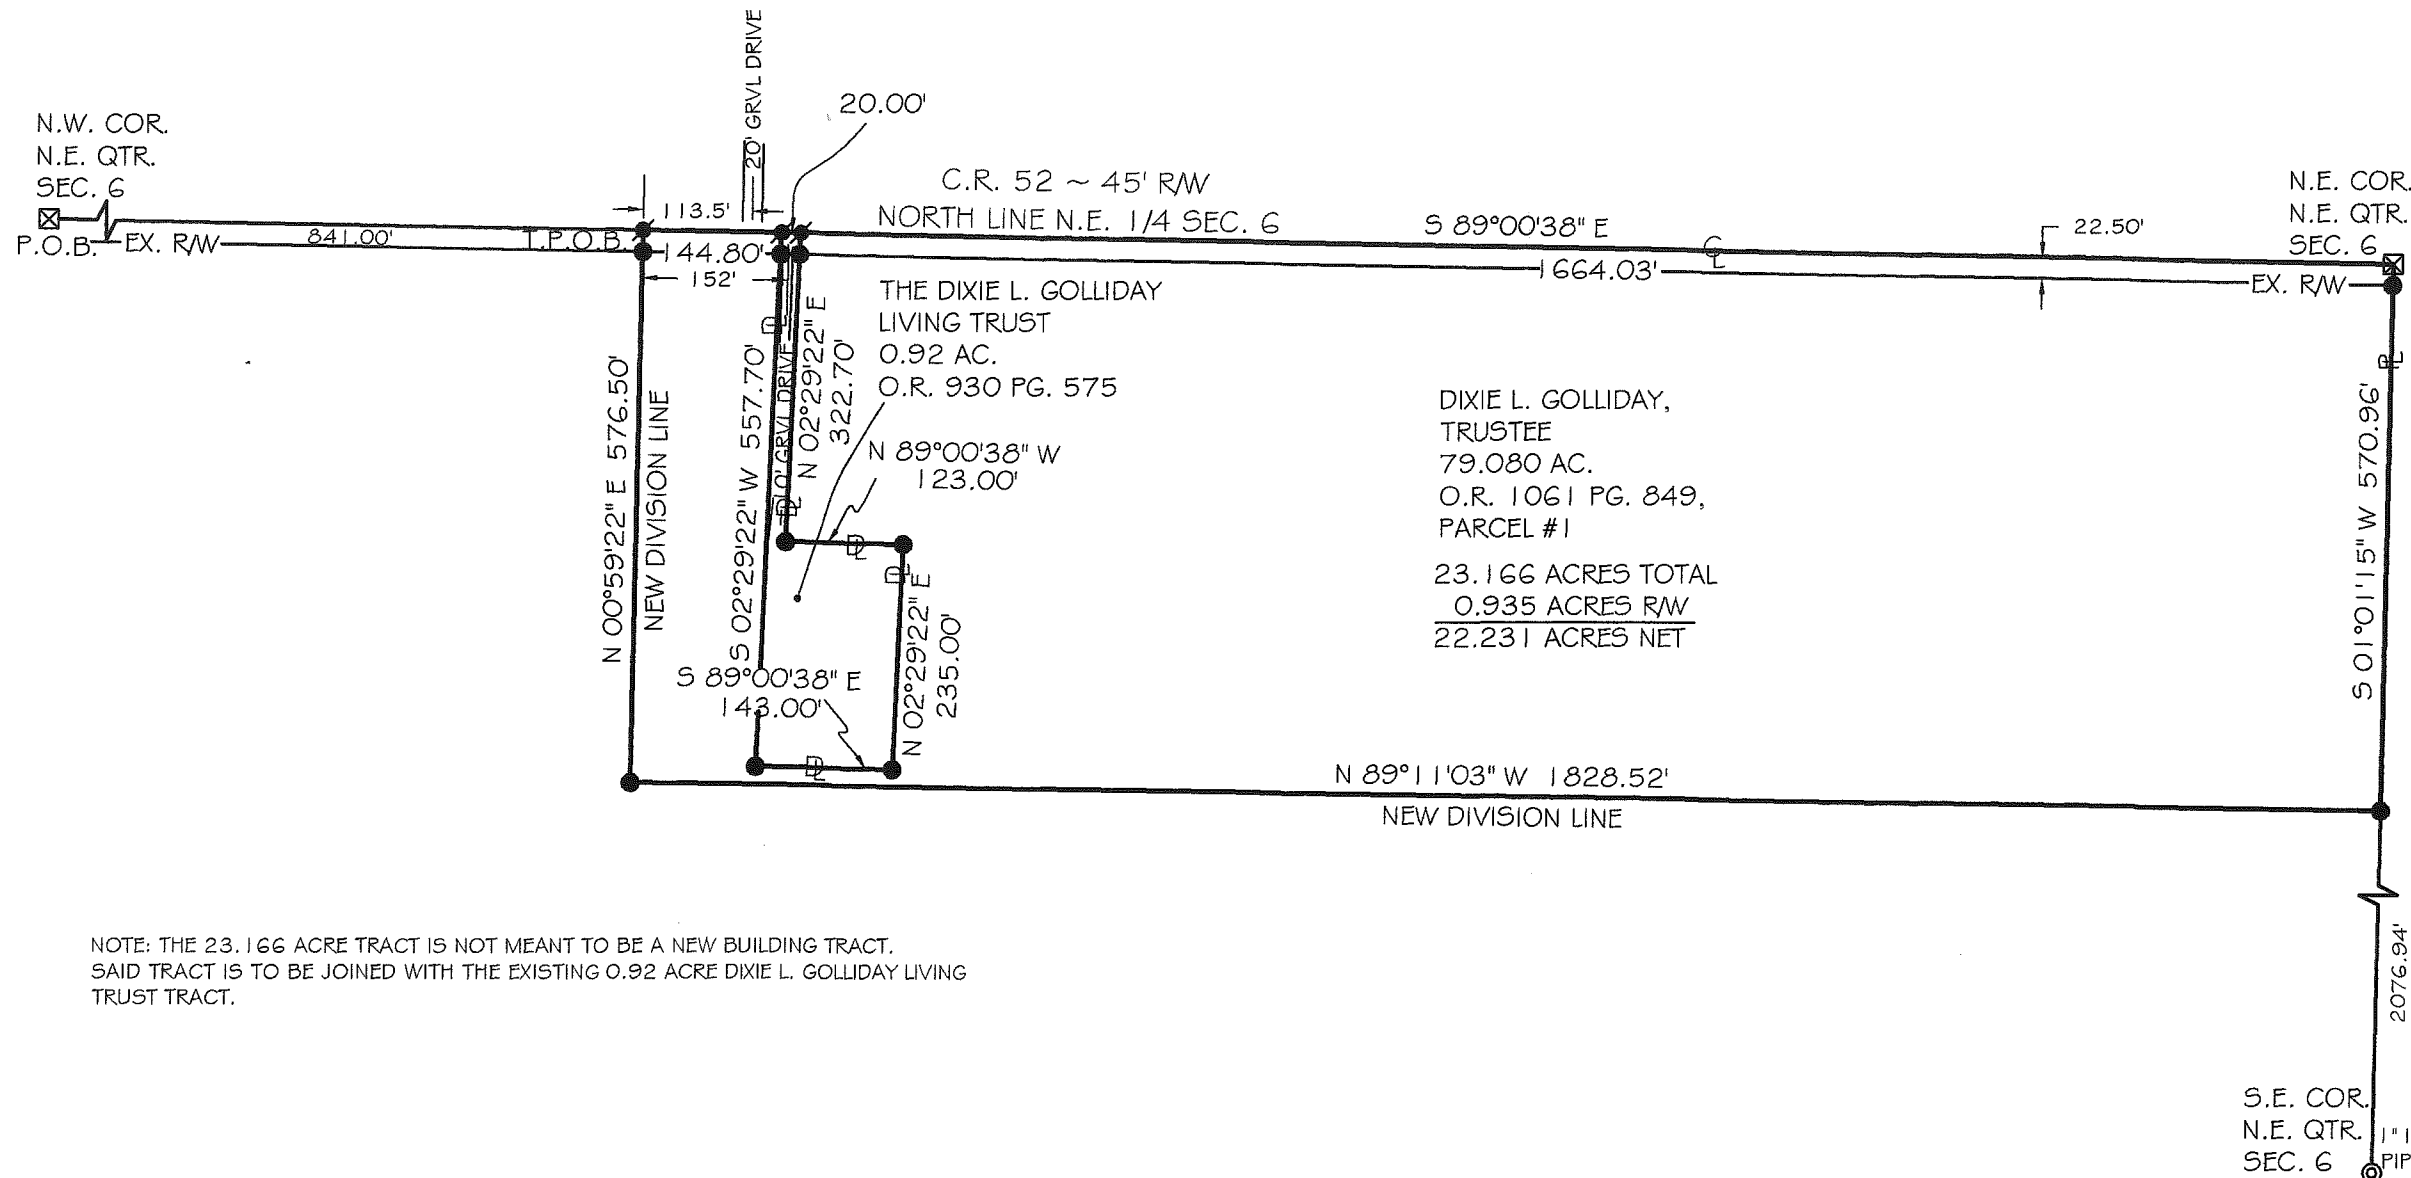 20' GRVL DRIVE
20.00'
N.W. COR.
N.E. QTR.
SEC. 6
P.O.B.
EX. R/W
841.00'
T.P.O.B.
113.5'
144.80'
152'
C.R. 52 ~ 45' R/W
NORTH LINE N.E. 1/4 SEC. 6
S 89°00'38" E
1664.03'
22.50'
EX. R/W
N.E. COR.
N.E. QTR.
SEC. 6
THE DIXIE L. GOLLIDAY
LIVING TRUST
0.92 AC.
O.R. 930 PG. 575
N 00°59'22" E 576.50'
NEW DIVISION LINE
S 02°29'22" W 557.70'
10' GRVL DRIVE
N 02°29'22" E
322.70'
N 89°00'38" W
123.00'
N 02°29'22" E
235.00'
S 89°00'38" E
143.00'
DIXIE L. GOLLIDAY,
TRUSTEE
79.080 AC.
O.R. 1061 PG. 849,
PARCEL #1
23.166 ACRES TOTAL
0.935 ACRES R/W
22.231 ACRES NET
S 01°01'15" W 570.96'
N 89°11'03" W 1828.52'
NEW DIVISION LINE
NOTE: THE 23.166 ACRE TRACT IS NOT MEANT TO BE A NEW BUILDING TRACT.
SAID TRACT IS TO BE JOINED WITH THE EXISTING 0.92 ACRE DIXIE L. GOLLIDAY LIVING
TRUST TRACT.
2076.94'
S.E. COR.
N.E. QTR.
SEC. 6